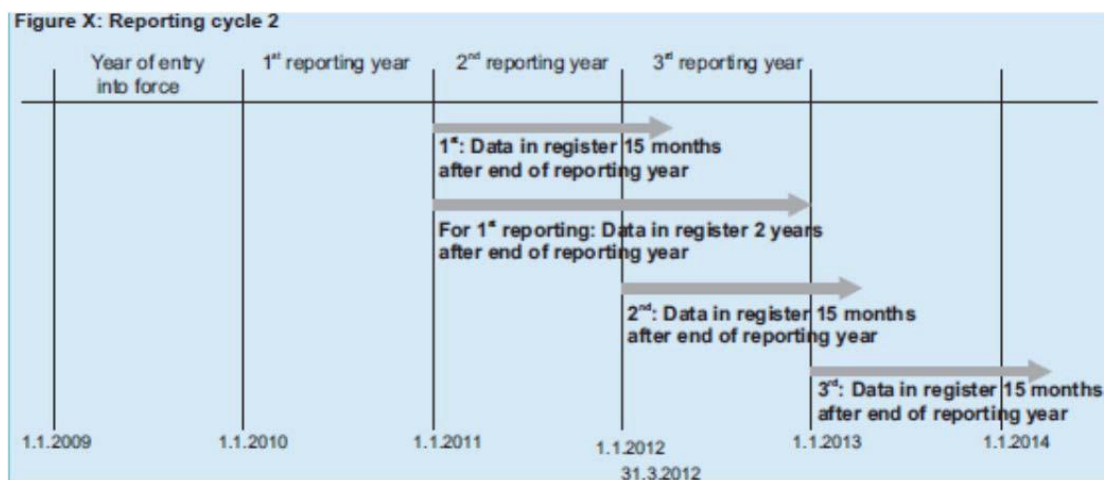 Figure X: Reporting cycle 2
Year of entry
into force
1st reporting year
2nd reporting year
3rd reporting year
1st: Data in register 15 months
after end of reporting year
For 1st reporting: Data in register 2 years
after end of reporting year
2nd: Data in register 15 months
after end of reporting year
3rd: Data in register 15 months
after end of reporting year
1.1.2009
1.1.2010
1.1.2011
1.1.2012
31.3.2012
1.1.2013
1.1.2014